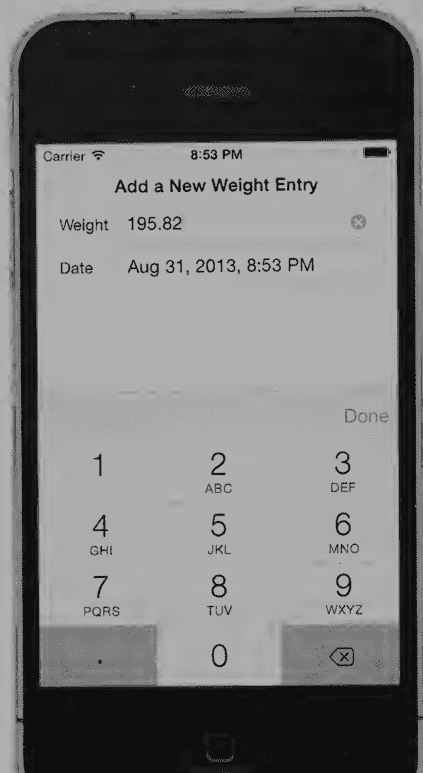 Carrier 8:53 PM
Add a New Weight Entry
Weight 195.82
Date Aug 31, 2013, 8:53 PM
Done
1 2 3
ABC DEF
4 5 6
GHI JKL MNO
7 8 9
PQRS TUV WXYZ
. 0